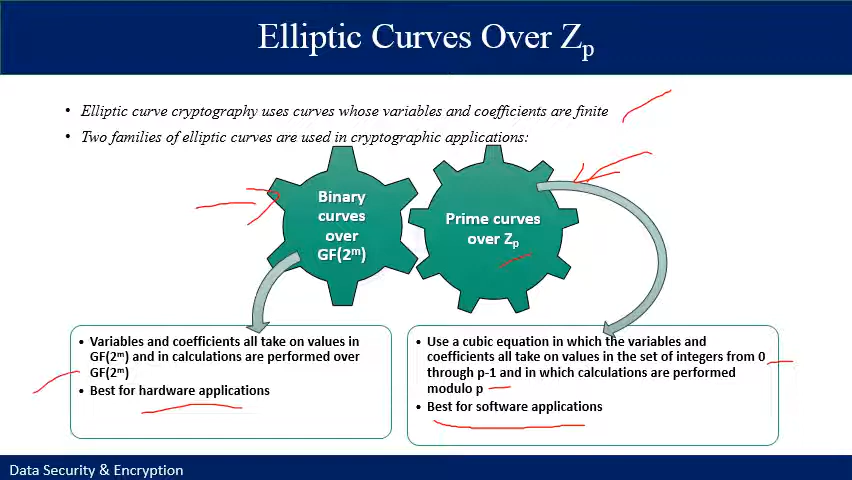 Elliptic Curves Over Zₚ
• Elliptic curve cryptography uses curves whose variables and coefficients are finite
• Two families of elliptic curves are used in cryptographic applications:
Binary
curves
over
GF(2ᵐ)
Prime curves
over Zₚ
• Variables and coefficients all take on values in
GF(2ᵐ) and in calculations are performed over
GF(2ᵐ)
• Best for hardware applications
• Use a cubic equation in which the variables and
coefficients all take on values in the set of integers from 0
through p-1 and in which calculations are performed
modulo p
• Best for software applications
Data Security & Encryption